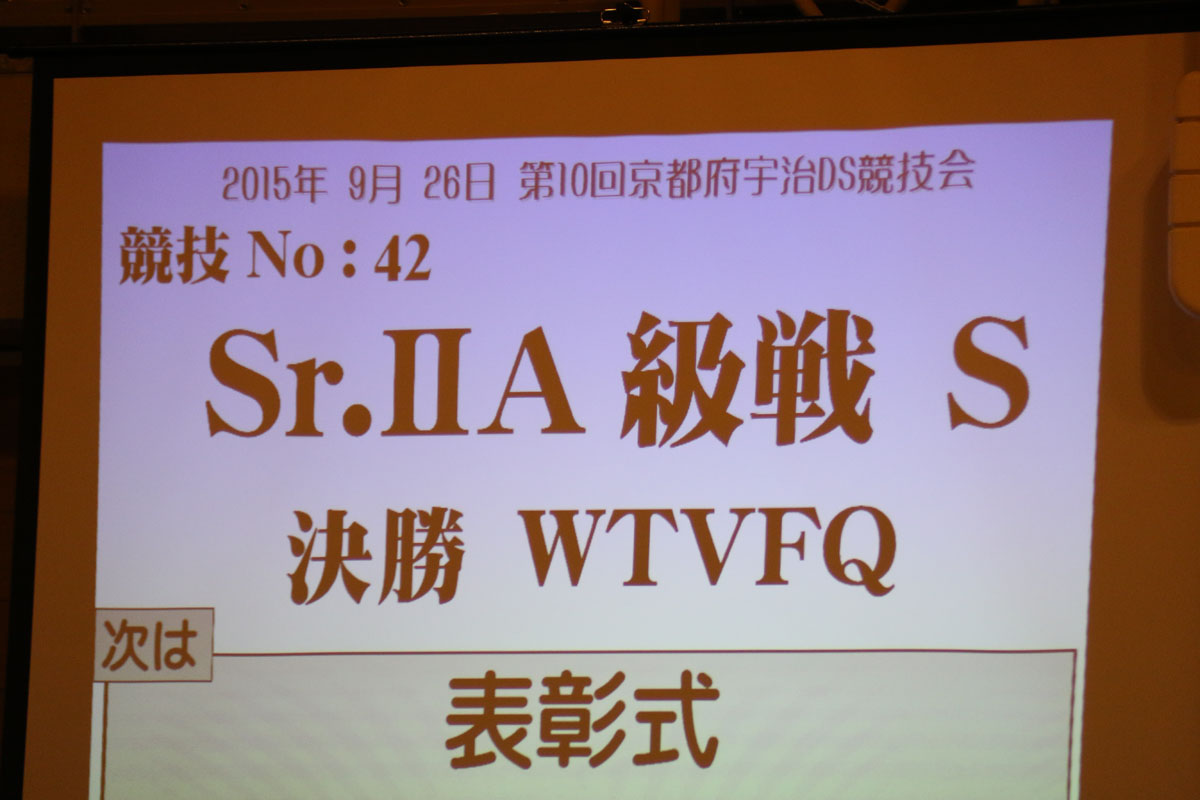 2015年 9月 26日 第10回京都府宇治DS競技会
競技 No：42
Sr.ⅡA 級戦 S
決勝 WTVFQ
次は
表彰式